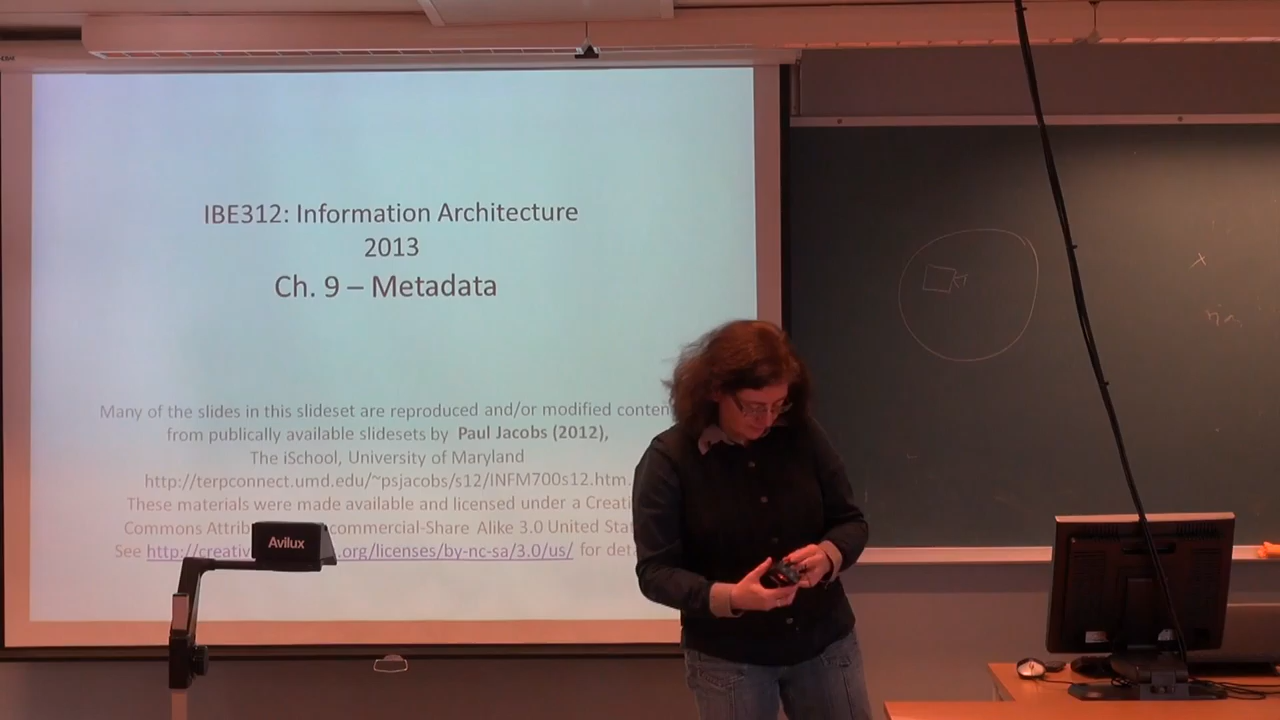 IBE312: Information Architecture
2013
Ch. 9 – Metadata
Many of the slides in this slideset are reproduced and/or modified conten
from publically available slidesets by Paul Jacobs (2012),
The iSchool, University of Maryland
http://terpconnect.umd.edu/~psjacobs/s12/INFM700s12.htm.
These materials were made available and licensed under a Creati
Commons Attrib commercial-Share Alike 3.0 United Sta
See http://creativ .org/licenses/by-nc-sa/3.0/us/ for deta
Avilux